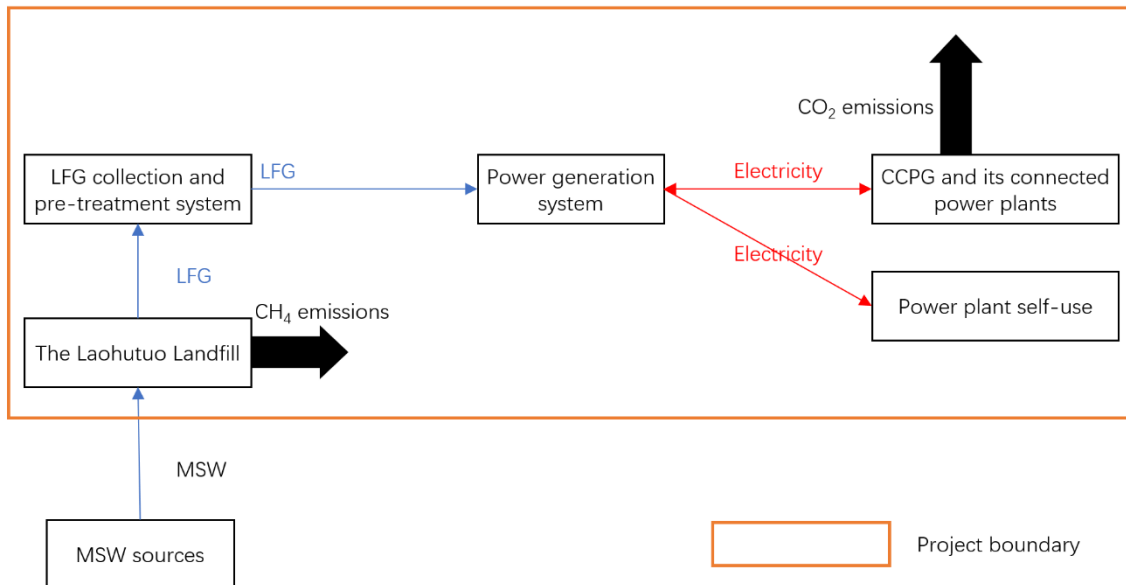 CO₂ emissions
LFG collection and
pre-treatment system
LFG
Power generation
system
Electricity
CCPG and its connected
power plants
LFG
Electricity
Power plant self-use
CH₄ emissions
The Laohutuo Landfill
MSW
MSW sources
Project boundary